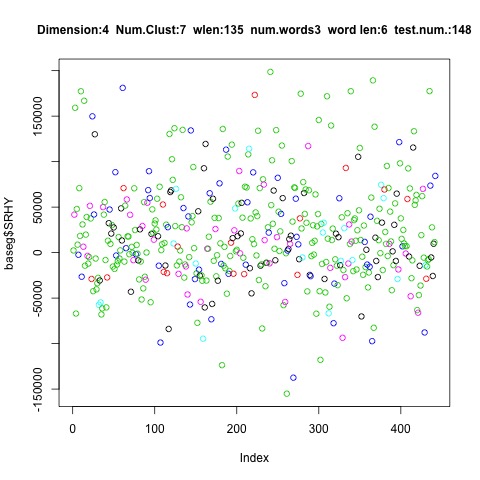 Dimension:4 Num.Clust:7 wlen:135 num.words3 word len:6 test.num.:148
baseg$SRHY
150000
50000
0
-50000
-150000
0 100 200 300 400
Index